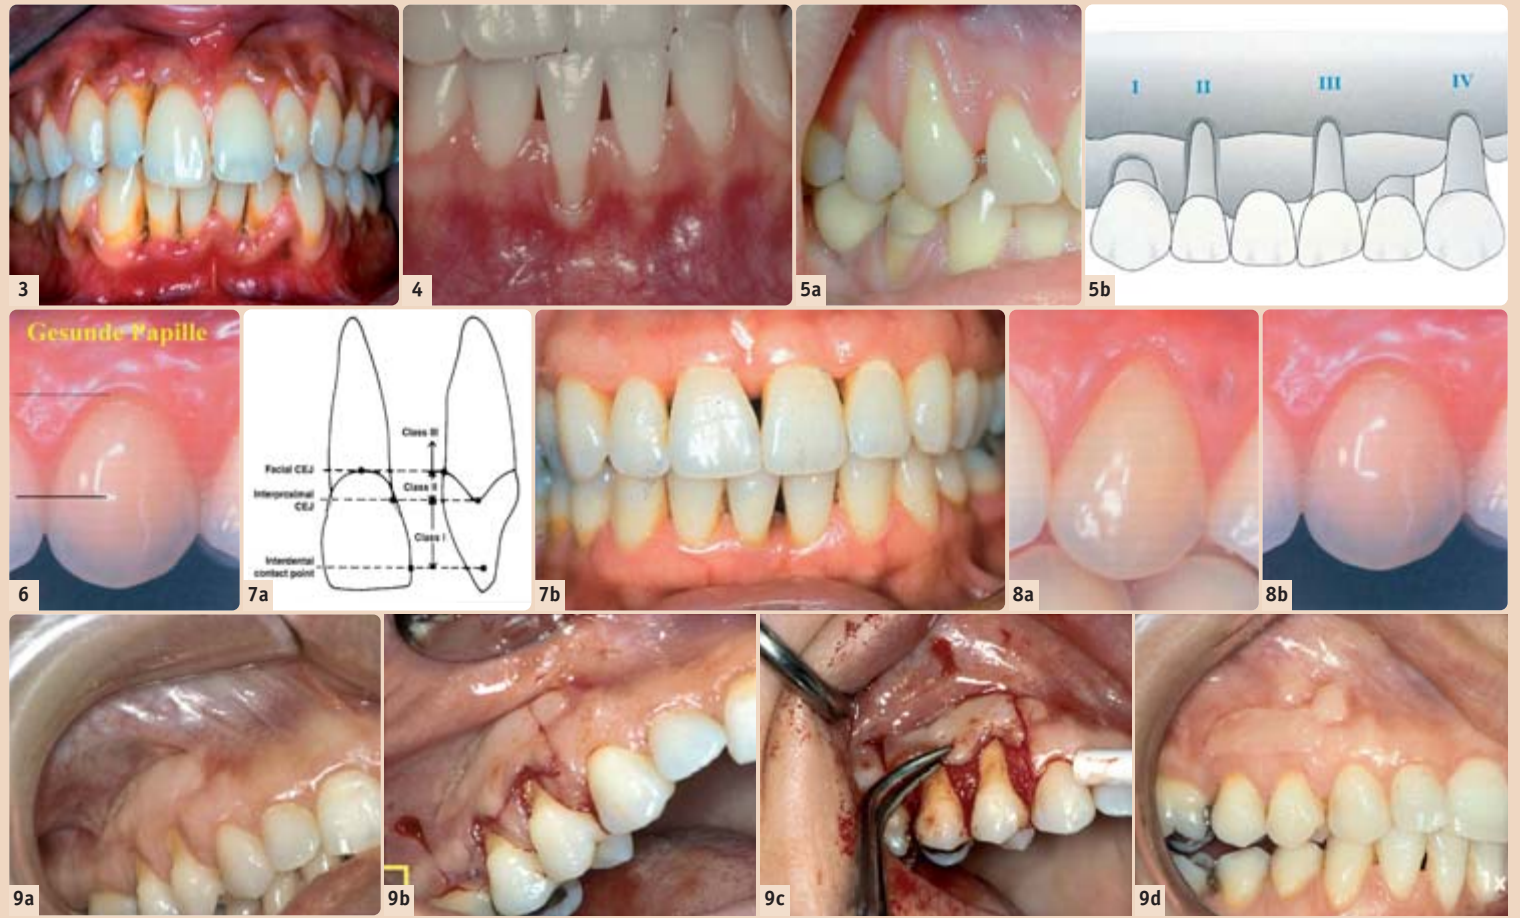 3
4
5a
I
II
III
IV
5b
Gesunde Papille
6
Class III
Facial CEJ
Class II
Interproximal
CEJ
Class I
Interdental
contact point
7a
7b
8a
8b
9a
9b
9c
1x
9d